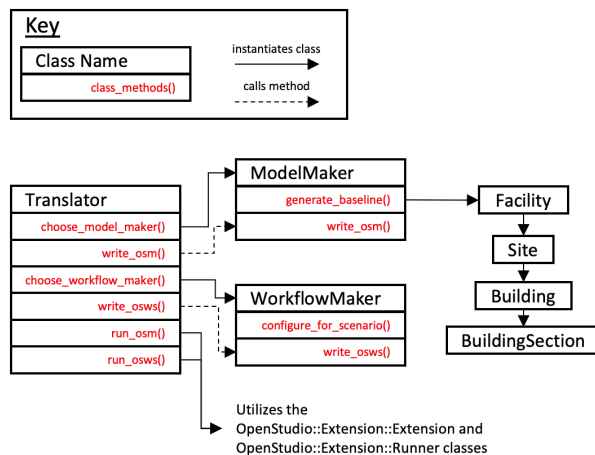 Key
Class Name
class_methods()
instantiates class
calls method
Translator
choose_model_maker()
write_osm()
choose_workflow_maker()
write_osws()
run_osm()
run_osws()
ModelMaker
generate_baseline()
write_osm()
WorkflowMaker
configure_for_scenario()
write_osws()
Facility
Site
Building
BuildingSection
Utilizes the
OpenStudio::Extension::Extension and
OpenStudio::Extension::Runner classes